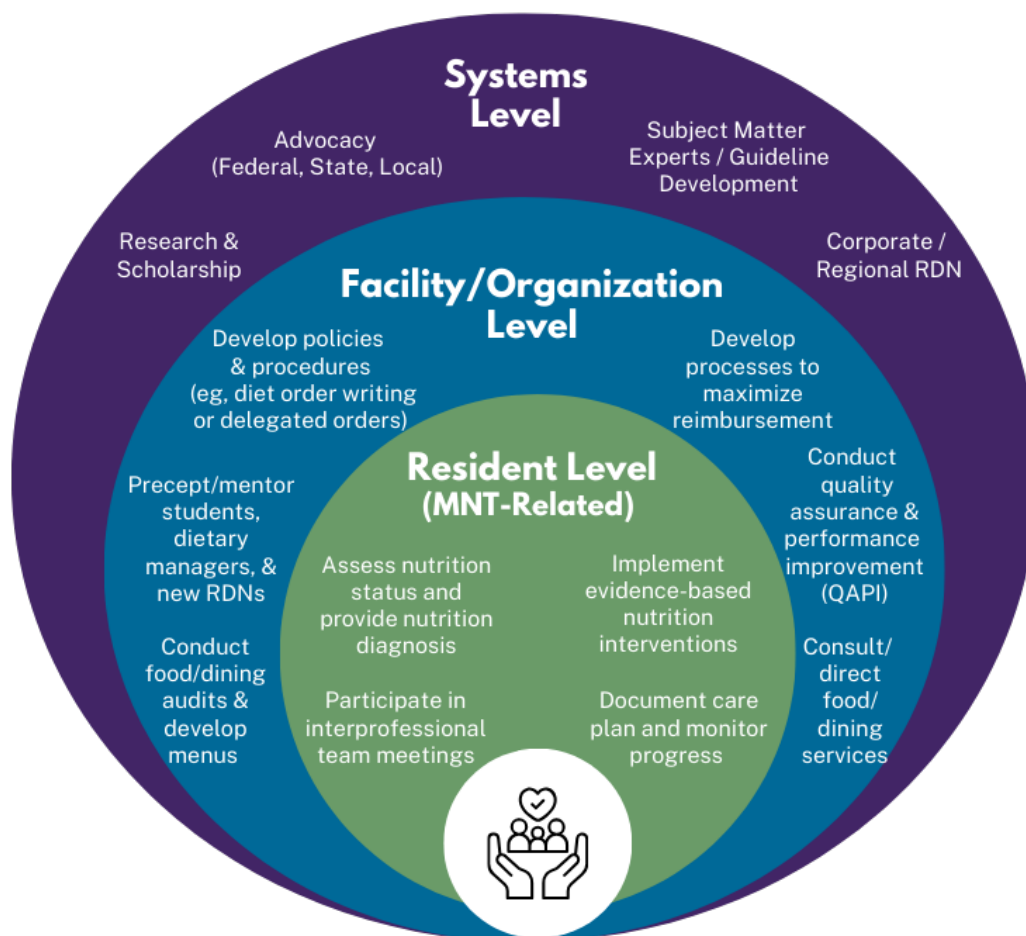 Systems
Level
Advocacy
(Federal, State, Local)
Subject Matter
Experts / Guideline
Development
Research &
Scholarship
Corporate /
Regional RDN
Facility/Organization
Level
Develop policies
& procedures
(eg, diet order writing
or delegated orders)
Develop
processes to
maximize
reimbursement
Precept/mentor
students,
dietary
managers, &
new RDNs
Conduct
quality
assurance &
performance
improvement
(QAPI)
Conduct
food/dining
audits &
develop
menus
Consult/
direct
food/
dining
services
Resident Level
(MNT-Related)
Assess nutrition
status and
provide nutrition
diagnosis
Implement
evidence-based
nutrition
interventions
Participate in
interprofessional
team meetings
Document care
plan and monitor
progress